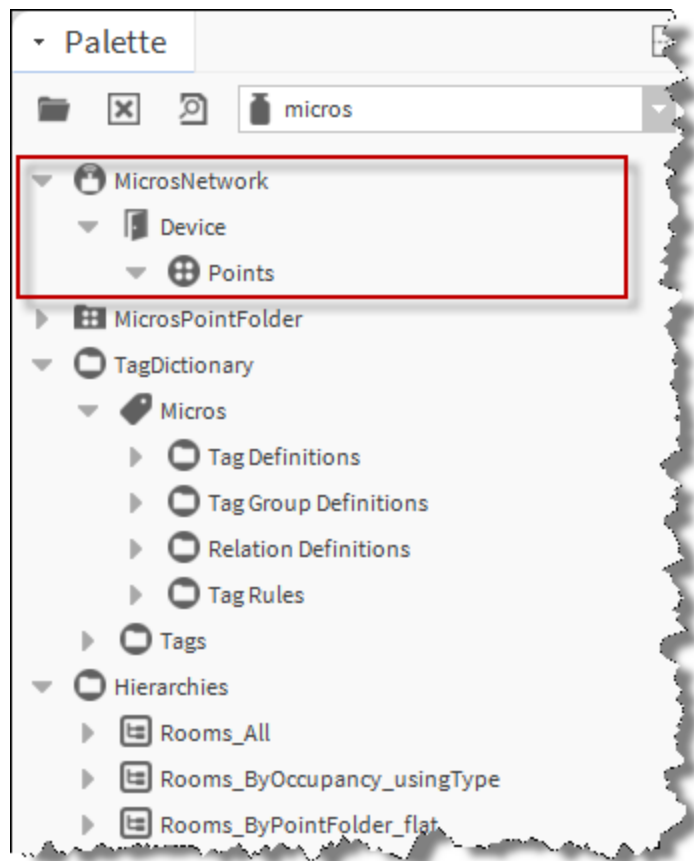 Palette
micros
MicrosNetwork
Device
Points
MicrosPointFolder
TagDictionary
Micros
Tag Definitions
Tag Group Definitions
Relation Definitions
Tag Rules
Tags
Hierarchies
Rooms_All
Rooms_ByOccupancy_usingType
Rooms_ByPointFolder_flat